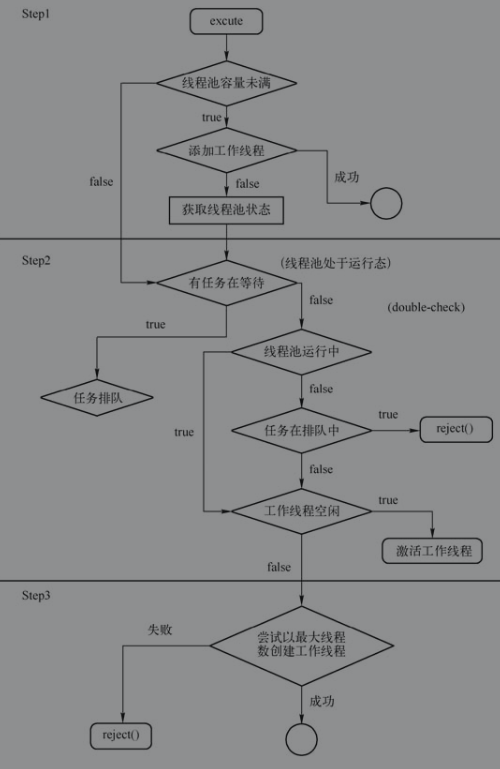 Step1
excute
线程池容量未满
true
添加工作线程
false
false
成功
获取线程池状态
Step2
(线程池处于运行态)
有任务在等待
false
(double-check)
true
线程池运行中
false
任务排队
true
true
任务在排队中
reject()
false
true
工作线程空闲
激活工作线程
false
Step3
失败
尝试以最大线程
数创建工作线程
成功
reject()